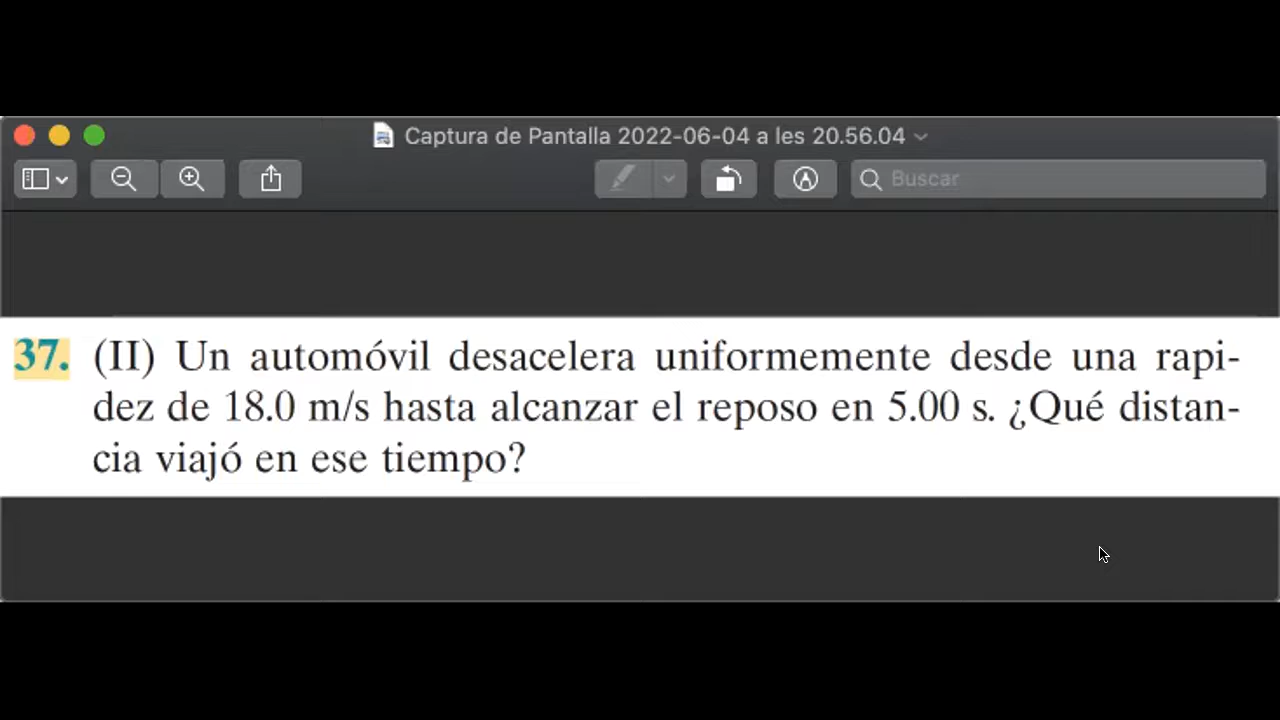 Captura de Pantalla 2022-06-04 a les 20.56.04
Buscar
37. (II) Un automóvil desacelera uniformemente desde una rapi-
dez de 18.0 m/s hasta alcanzar el reposo en 5.00 s. ¿Qué distan-
cia viajó en ese tiempo?